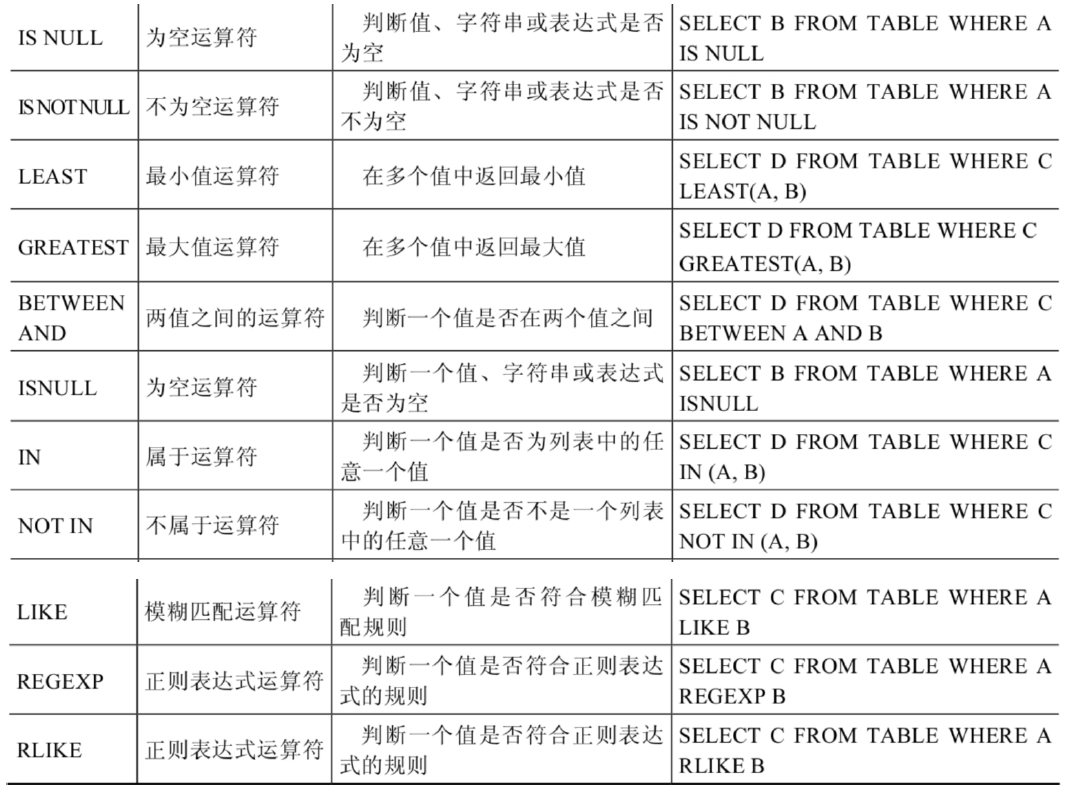 IS NULL
为空运算符
判断值、字符串或表达式是否
为空
SELECT B FROM TABLE WHERE A
IS NULL
IS NOT NULL
不为空运算符
判断值、字符串或表达式是否
不为空
SELECT B FROM TABLE WHERE A
IS NOT NULL
LEAST
最小值运算符
在多个值中返回最小值
SELECT D FROM TABLE WHERE C
LEAST(A, B)
GREATEST
最大值运算符
在多个值中返回最大值
SELECT D FROM TABLE WHERE C
GREATEST(A, B)
BETWEEN
AND
两值之间的运算符
判断一个值是否在两个值之间
SELECT D FROM TABLE WHERE C
BETWEEN A AND B
ISNULL
为空运算符
判断一个值、字符串或表达式
是否为空
SELECT B FROM TABLE WHERE A
ISNULL
IN
属于运算符
判断一个值是否为列表中的任
意一个值
SELECT D FROM TABLE WHERE C
IN (A, B)
NOT IN
不属于运算符
判断一个值是否不是一个列表
中的任意一个值
SELECT D FROM TABLE WHERE C
NOT IN (A, B)
LIKE
模糊匹配运算符
判断一个值是否符合模糊匹
配规则
SELECT C FROM TABLE WHERE A
LIKE B
REGEXP
正则表达式运算符
判断一个值是否符合正则表达
式的规则
SELECT C FROM TABLE WHERE A
REGEXP B
RLIKE
正则表达式运算符
判断一个值是否符合正则表达
式的规则
SELECT C FROM TABLE WHERE A
RLIKE B